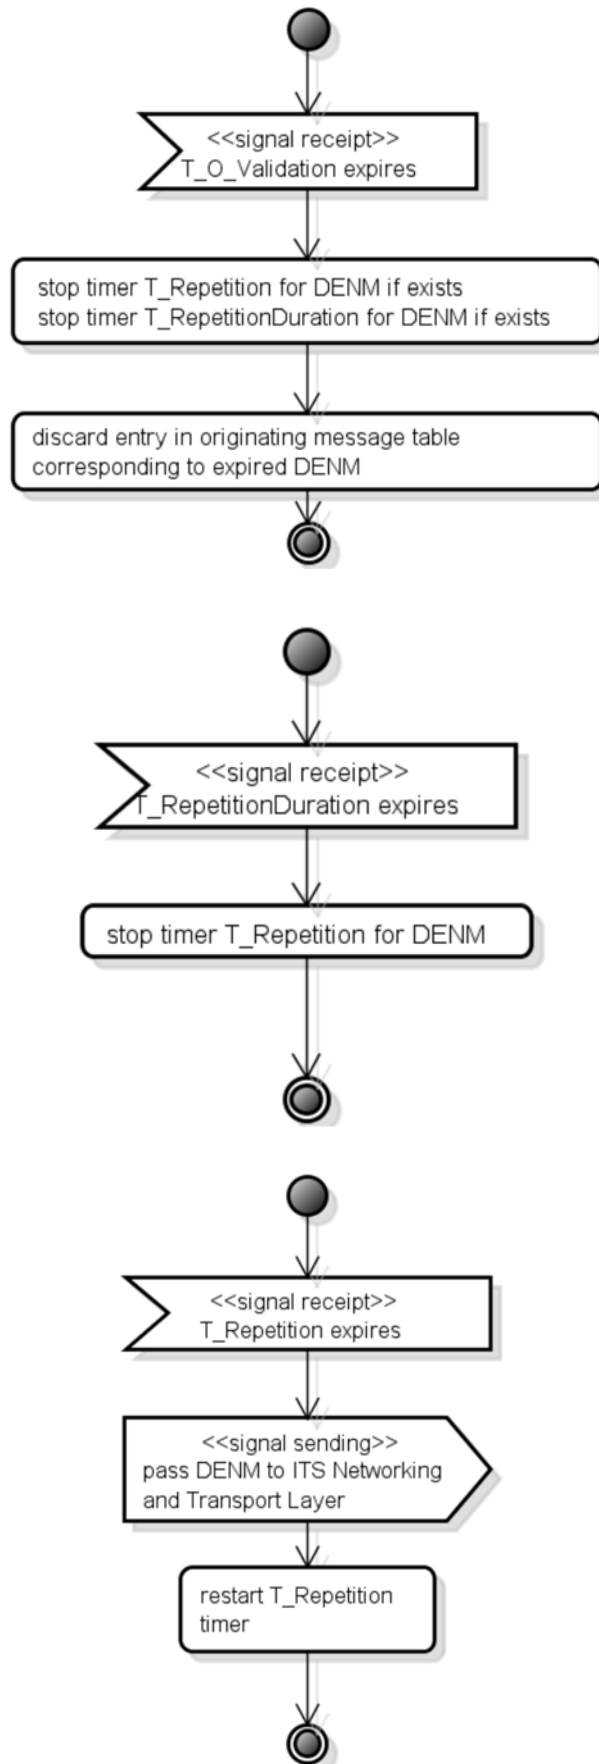 <<signal receipt>>
T_O_Validation expires
stop timer T_Repetition for DENM if exists
stop timer T_RepetitionDuration for DENM if exists
discard entry in originating message table
corresponding to expired DENM
<<signal receipt>>
T_RepetitionDuration expires
stop timer T_Repetition for DENM
<<signal receipt>>
T_Repetition expires
<<signal sending>>
pass DENM to ITS Networking
and Transport Layer
restart T_Repetition
timer